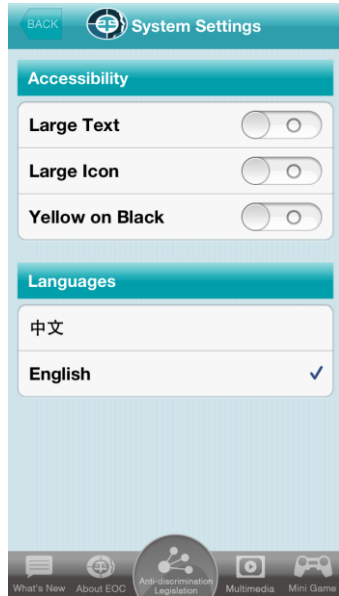 BACK
System Settings
Accessibility
Large Text
Large Icon
Yellow on Black
Languages
中文
English
What's New
About EOC
Anti-discrimination
Legislation
Multimedia
Mini Game